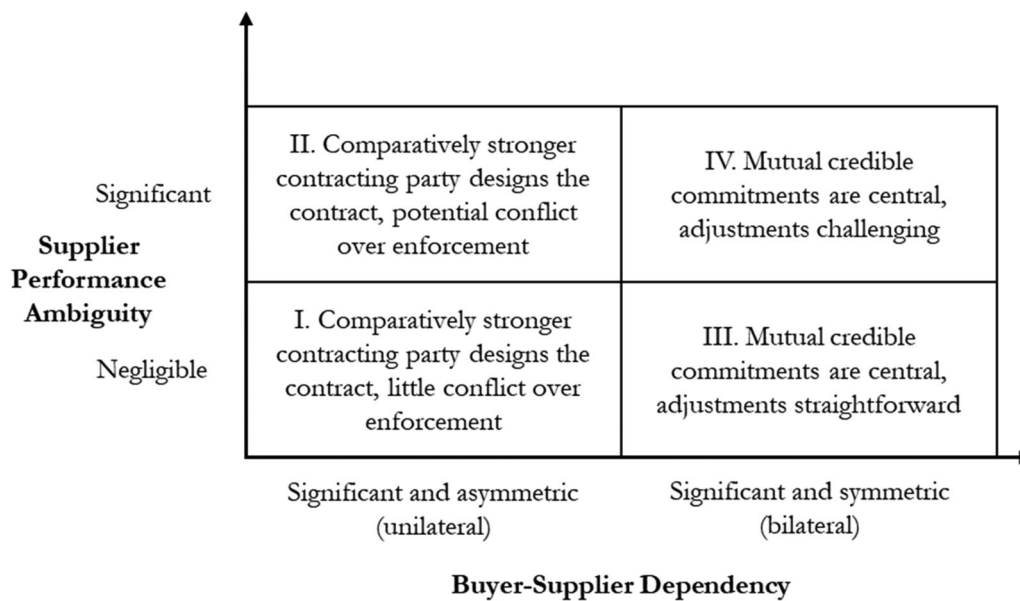 II. Comparatively stronger
contracting party designs the
contract, potential conflict
over enforcement
IV. Mutual credible
commitments are central,
adjustments challenging
Significant
Supplier
Performance
Ambiguity
Negligible
I. Comparatively stronger
contracting party designs the
contract, little conflict over
enforcement
III. Mutual credible
commitments are central,
adjustments straightforward
Significant and asymmetric
(unilateral)
Significant and symmetric
(bilateral)
Buyer-Supplier Dependency